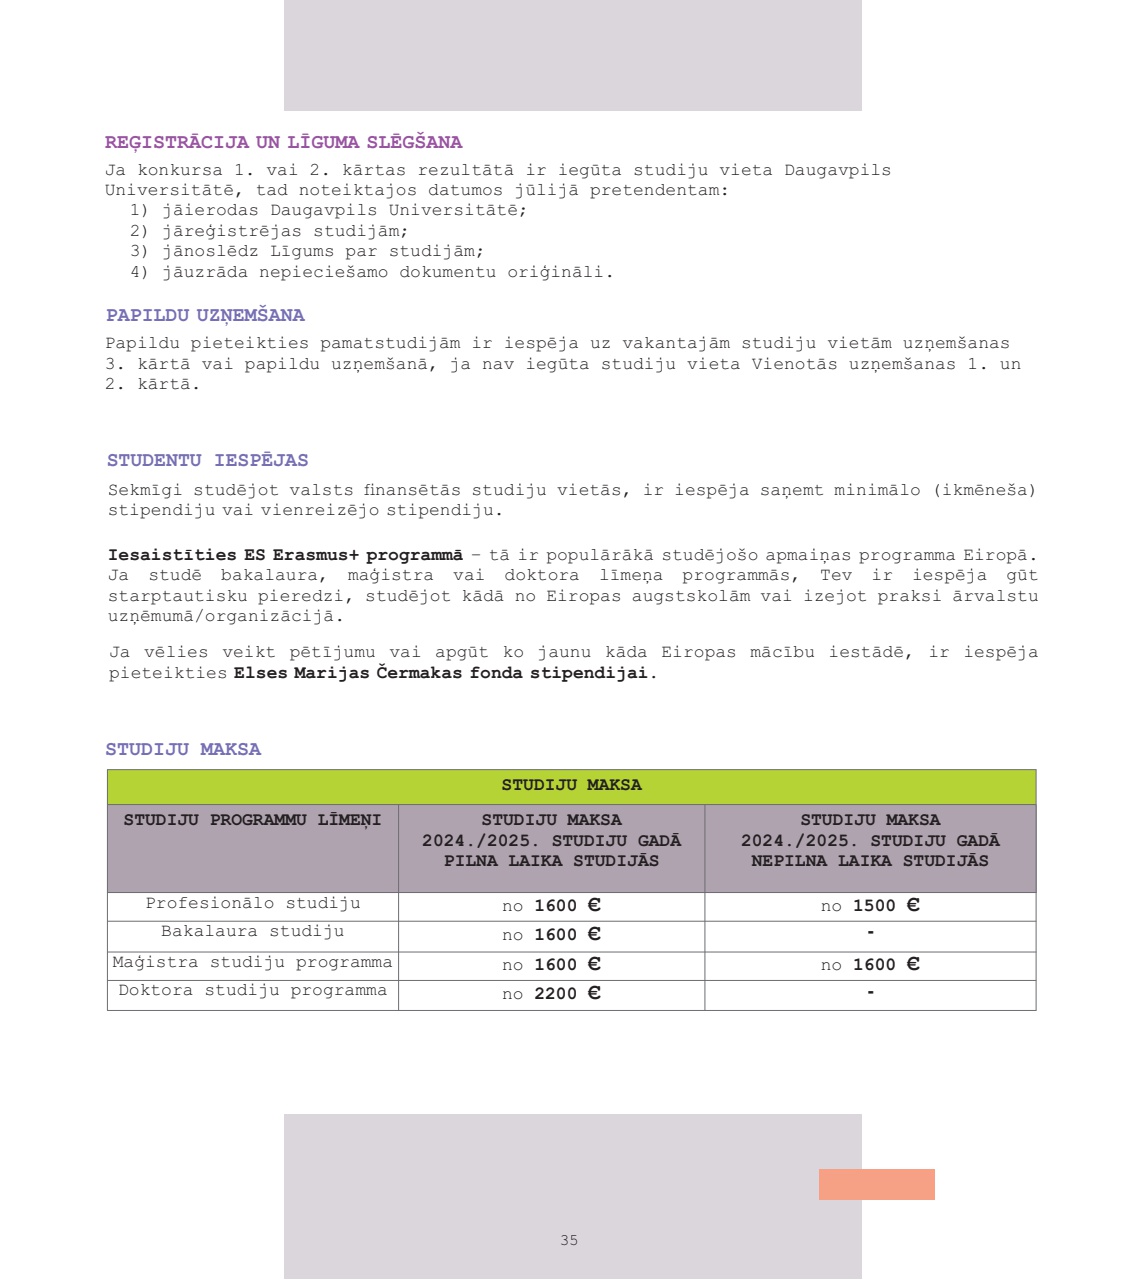 REĢISTRĀCIJA UN LĪGUMA SLĒGŠANA
Ja konkursa 1. vai 2. kārtas rezultātā ir iegūta studiju vieta Daugavpils
Universitātē, tad noteiktajos datumos jūlijā pretendentam:
1) jāierodas Daugavpils Universitātē;
2) jāreģistrējas studijām;
3) jānoslēdz Līgums par studijām;
4) jāuzrāda nepieciešamo dokumentu oriģināli.
PAPILDU UZŅEMŠANA
Papildu pieteikties pamatstudijām ir iespēja uz vakantajām studiju vietām uzņemšanas
3. kārtā vai papildu uzņemšanā, ja nav iegūta studiju vieta Vienotās uzņemšanas 1. un
2. kārtā.
STUDENTU IESPĒJAS
Sekmīgi studējot valsts finansētās studiju vietās, ir iespēja saņemt minimālo (ikmēneša)
stipendiju vai vienreizējo stipendiju.
Iesaistīties ES Erasmus+ programmā – tā ir populārākā studējošo apmaiņas programma Eiropā.
Ja studē bakalaura, maģistra vai doktora līmeņa programmās, Tev ir iespēja gūt
starptautisku pieredzi, studējot kādā no Eiropas augstskolām vai izejot praksi ārvalstu
uzņēmumā/organizācijā.
Ja vēlies veikt pētījumu vai apgūt ko jaunu kāda Eiropas mācību iestādē, ir iespēja
pieteikties Elses Marijas Čermakas fonda stipendijai.
STUDIJU MAKSA
STUDIJU MAKSA
STUDIJU PROGRAMMU LĪMEŅI
STUDIJU MAKSA
2024./2025. STUDIJU GADĀ
PILNA LAIKA STUDIJĀS
STUDIJU MAKSA
2024./2025. STUDIJU GADĀ
NEPILNA LAIKA STUDIJĀS
Profesionālo studiju no 1600 € no 1500 €
Bakalaura studiju no 1600 € -
Maģistra studiju programma no 1600 € no 1600 €
Doktora studiju programma no 2200 € -
35